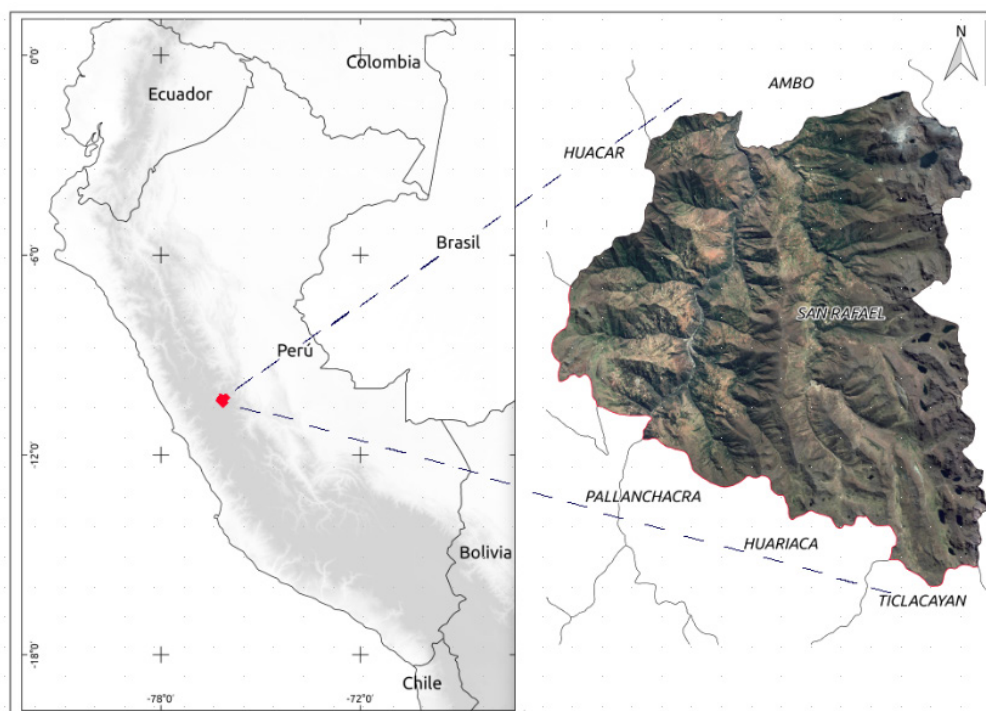 Colombia
Ecuador
Brasil
Perú
Bolivia
Chile
0°0'
-6°0'
-12°0'
-18°0'
-78°0'
-72°0'
N
AMBO
HUACAR
SAN RAFAEL
PALLANCHACRA
HUARIACA
TICLACAYAN